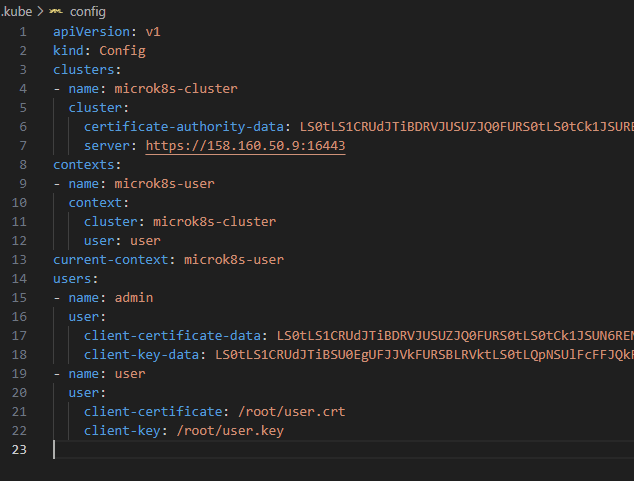 .kube > config
1 apiVersion: v1
2 kind: Config
3 clusters:
4 - name: microk8s-cluster
5 cluster:
6 certificate-authority-data: LS0tLS1CRUdJTiBDRVJUSUZJQ0FURS0tLS0tCk1JSURE
7 server: https://158.160.50.9:16443
8 contexts:
9 - name: microk8s-user
10 context:
11 cluster: microk8s-cluster
12 user: user
13 current-context: microk8s-user
14 users:
15 - name: admin
16 user:
17 client-certificate-data: LS0tLS1CRUdJTiBDRVJUSUZJQ0FURS0tLS0tCk1JSUN6REN
18 client-key-data: LS0tLS1CRUdJTiBSU0EgUFJJVkFURSBLRVktLS0tLQpNSUlFcFFJQkF
19 - name: user
20 user:
21 client-certificate: /root/user.crt
22 client-key: /root/user.key
23